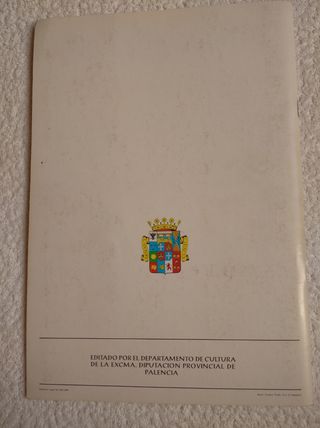 EDITADO POR EL DEPARTAMENTO DE CULTURA
DE LA EXCMA. DIPUTACION PROVINCIAL DE
PALENCIA